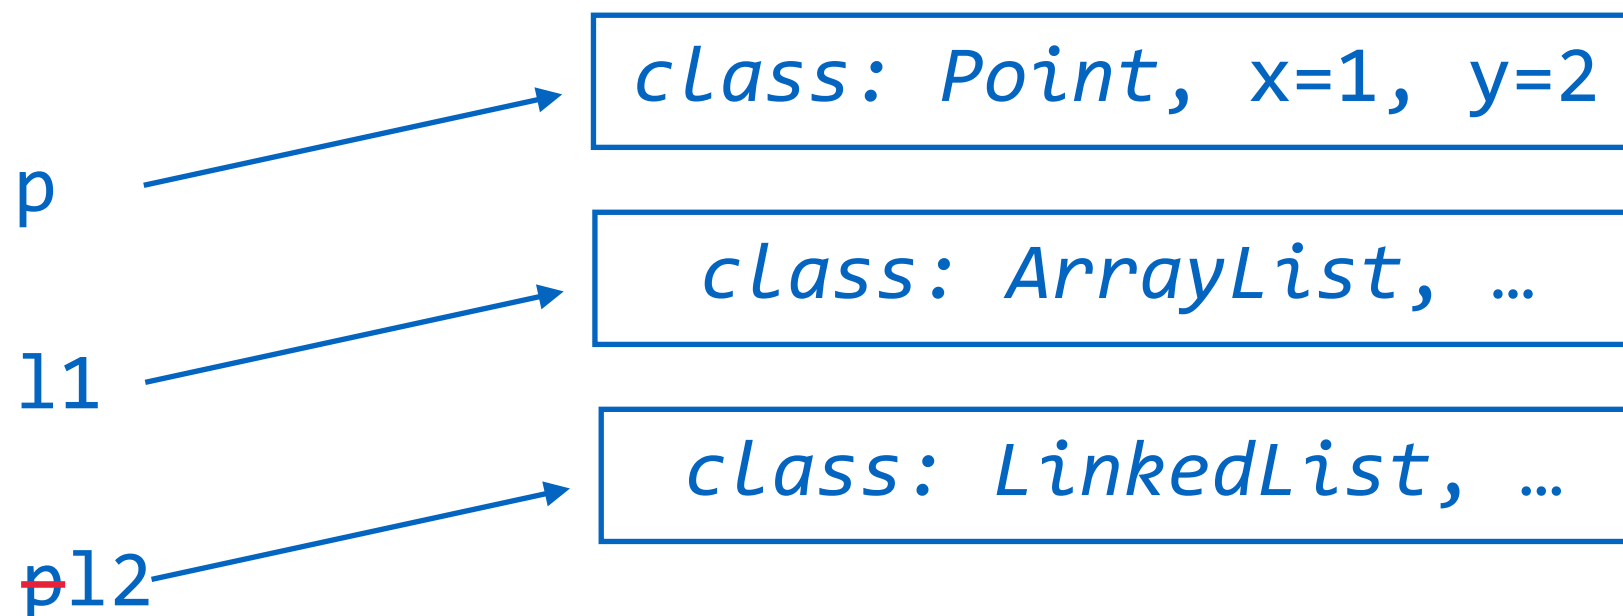 class: Point, x=1, y=2
p
class: ArrayList, …
l1
class: LinkedList, …
pl2